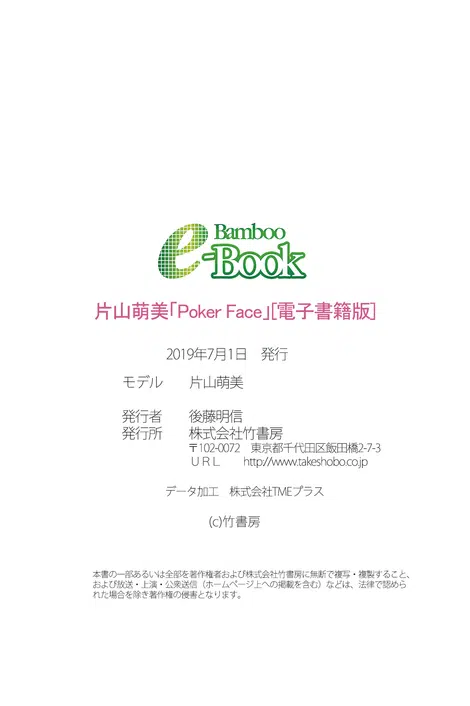 Bamboo
e-Book
片山萌美「Poker Face」[電子書籍版]
2019年7月1日　発行
モデル　片山萌美
発行者　後藤明信
発行所　株式会社竹書房
〒102-0072　東京都千代田区飯田橋2-7-3
ＵＲＬ　http://www.takeshobo.co.jp
データ加工　株式会社TMEプラス
(c)竹書房
本書の一部あるいは全部を著作権者および株式会社竹書房に無断で複写・複製すること、
および放送・上演・公衆送信（ホームページ上への掲載を含む）などは、法律で認めら
れた場合を除き著作権の侵害となります。